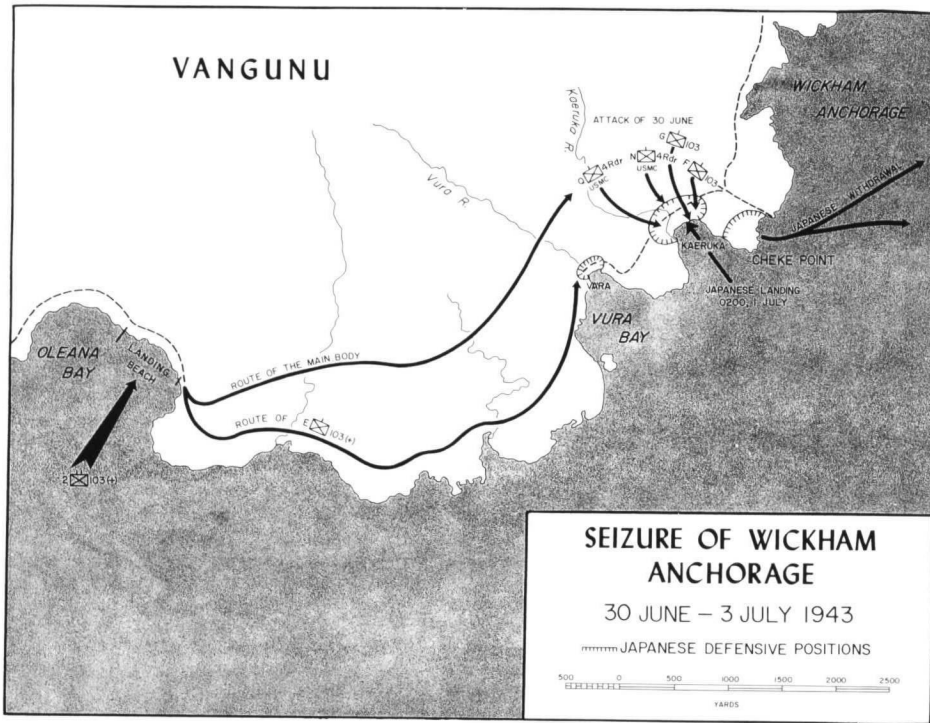 VANGUNU
WICKHAM
ANCHORAGE
Kaeruka R.
ATTACK OF 30 JUNE
G 103
Q 4Rdr
USMC
N 4Rdr
USMC
F 103
Vura R.
JAPANESE WITHDRAWAL
KAERUKA
CHEKE POINT
JAPANESE LANDING
0200, 1 JULY
VARA
VURA
BAY
OLEANA
BAY
LANDING
BEACH
ROUTE OF THE MAIN BODY
ROUTE OF E 103(+)
2 103(+)
SEIZURE OF WICKHAM
ANCHORAGE
30 JUNE – 3 JULY 1943
JAPANESE DEFENSIVE POSITIONS
500 0 500 1000 1500 2000 2500
YARDS